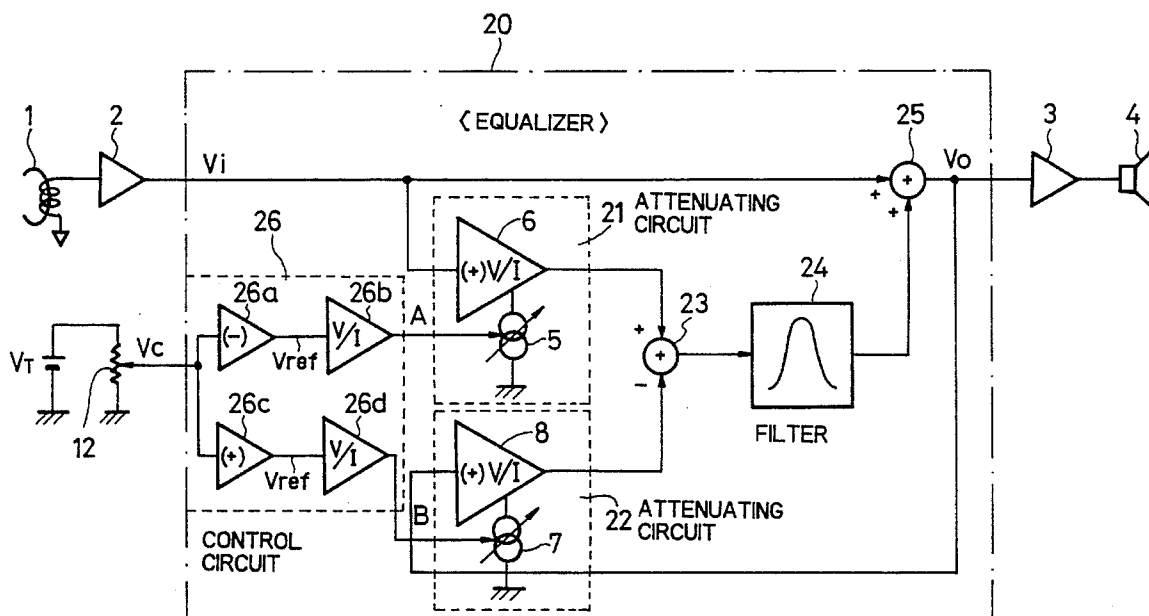 20
1
2
〈EQUALIZER〉
25
3
4
Vi
Vo
21 ATTENUATING
CIRCUIT
6
(+) V/I
26
24
26a
26b
A
23
(-)
V/I
+
+
+
-
(+)
(+)
5
VT
Vc
Vref
12
26c
26d
8
FILTER
(+)
V/I
(+) V/I
Vref
B
22 ATTENUATING
CIRCUIT
7
CONTROL
CIRCUIT